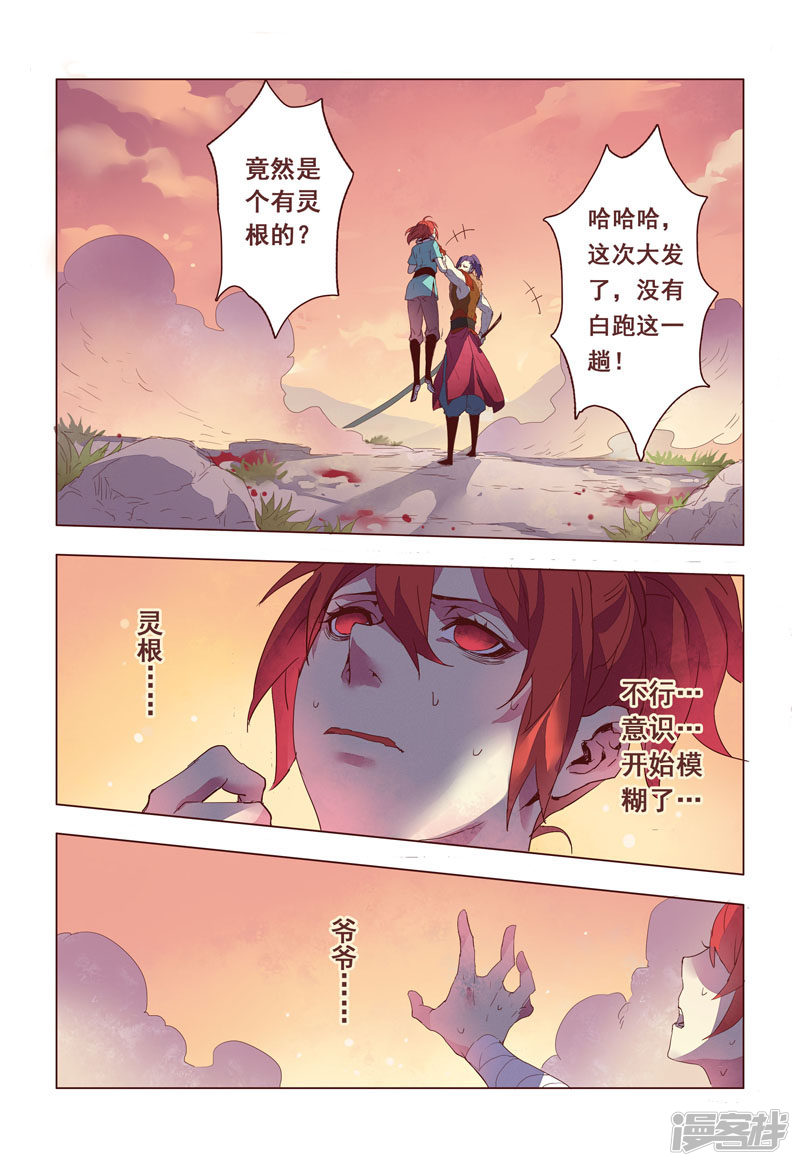 竟然是
个有灵
根的？
哈哈哈，
这次大发
了，没有
白跑这一
趟！
灵根……
不行…
意识…
开始模
糊了…
爷爷……
漫客栈